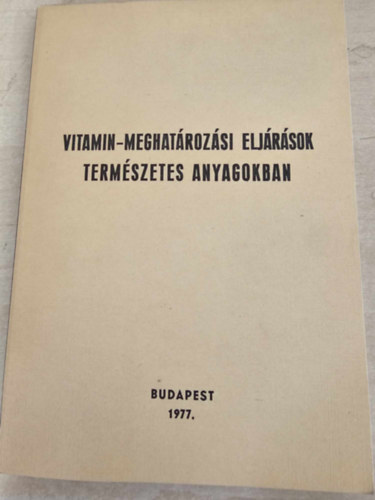 VITAMIN-MEGHATÁROZÁSI ELJÁRÁSOK
TERMÉSZETES ANYAGOKBAN
BUDAPEST
1977.